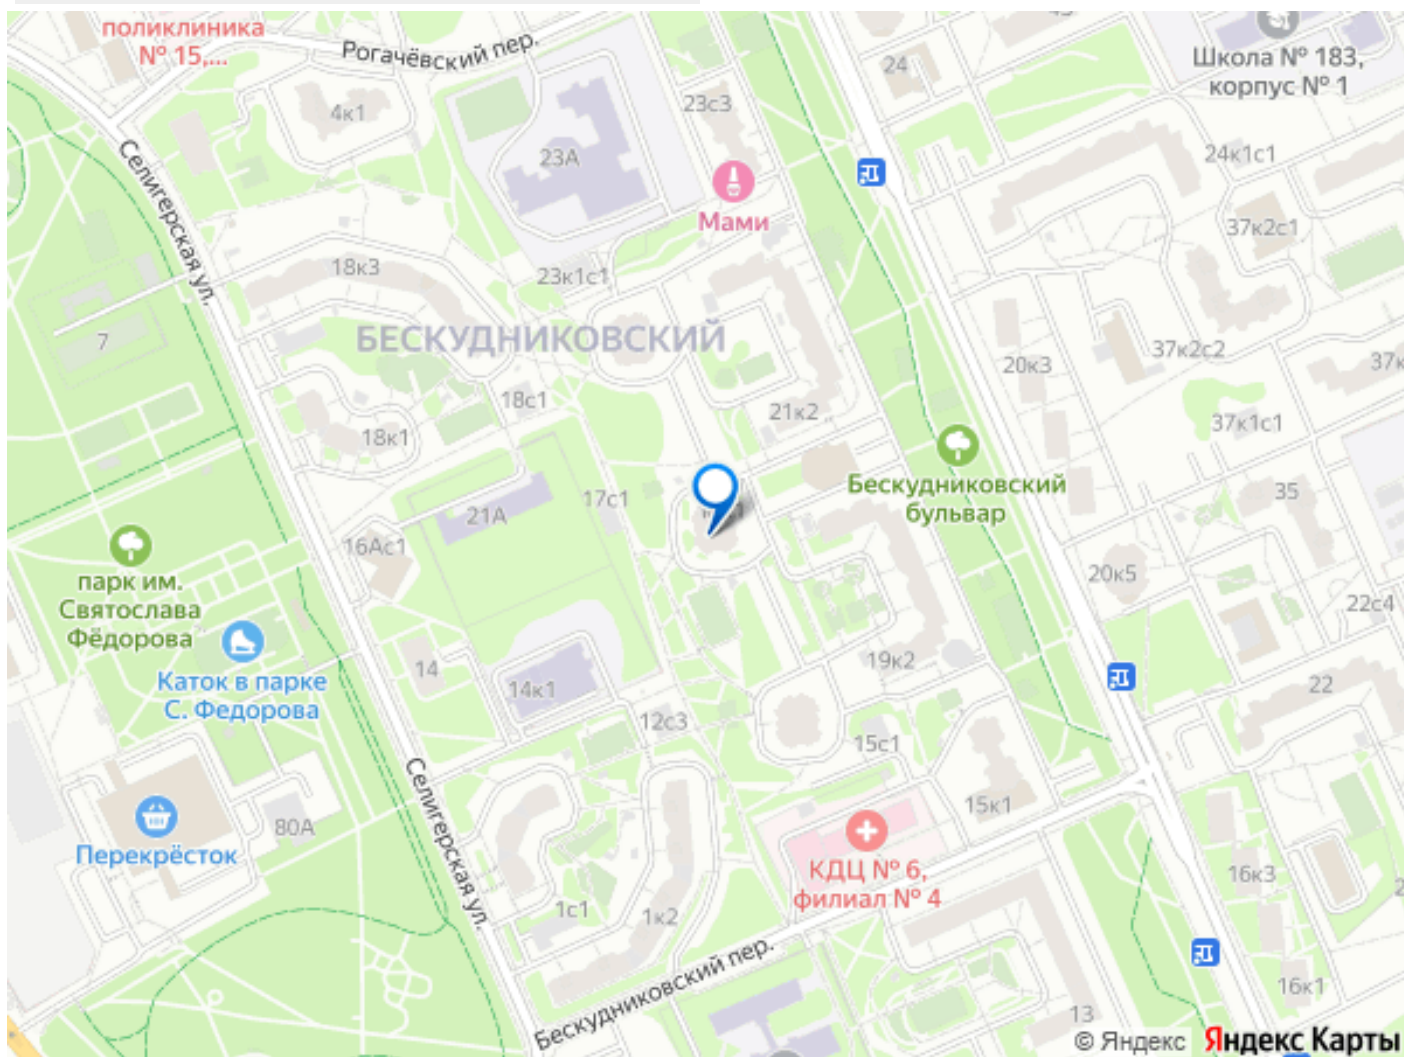 поликлиника
№ 15,...
Рогачёвский пер.
4к1
23с3
24
Школа № 183,
корпус № 1
24к1с1
23А
Мами
37к2с1
Селигерская ул.
18к3
23к1с1
БЕСКУДНИКОВСКИЙ
7
20к3
37к2с2
18с1
21к2
18к1
37к1с1
Бескудниковский
бульвар
17с1
21А
35
16Ас1
парк им.
Святослава
Фёдорова
20к5
22с4
Каток в парке
С. Федорова
14
19к2
14к1
22
12с3
15с1
15к1
Селигерская ул.
80А
Перекрёсток
КДЦ № 6,
филиал № 4
16к3
1с1
1к2
Бескудниковский пер.
16к1
13
© Яндекс Яндекс Карты